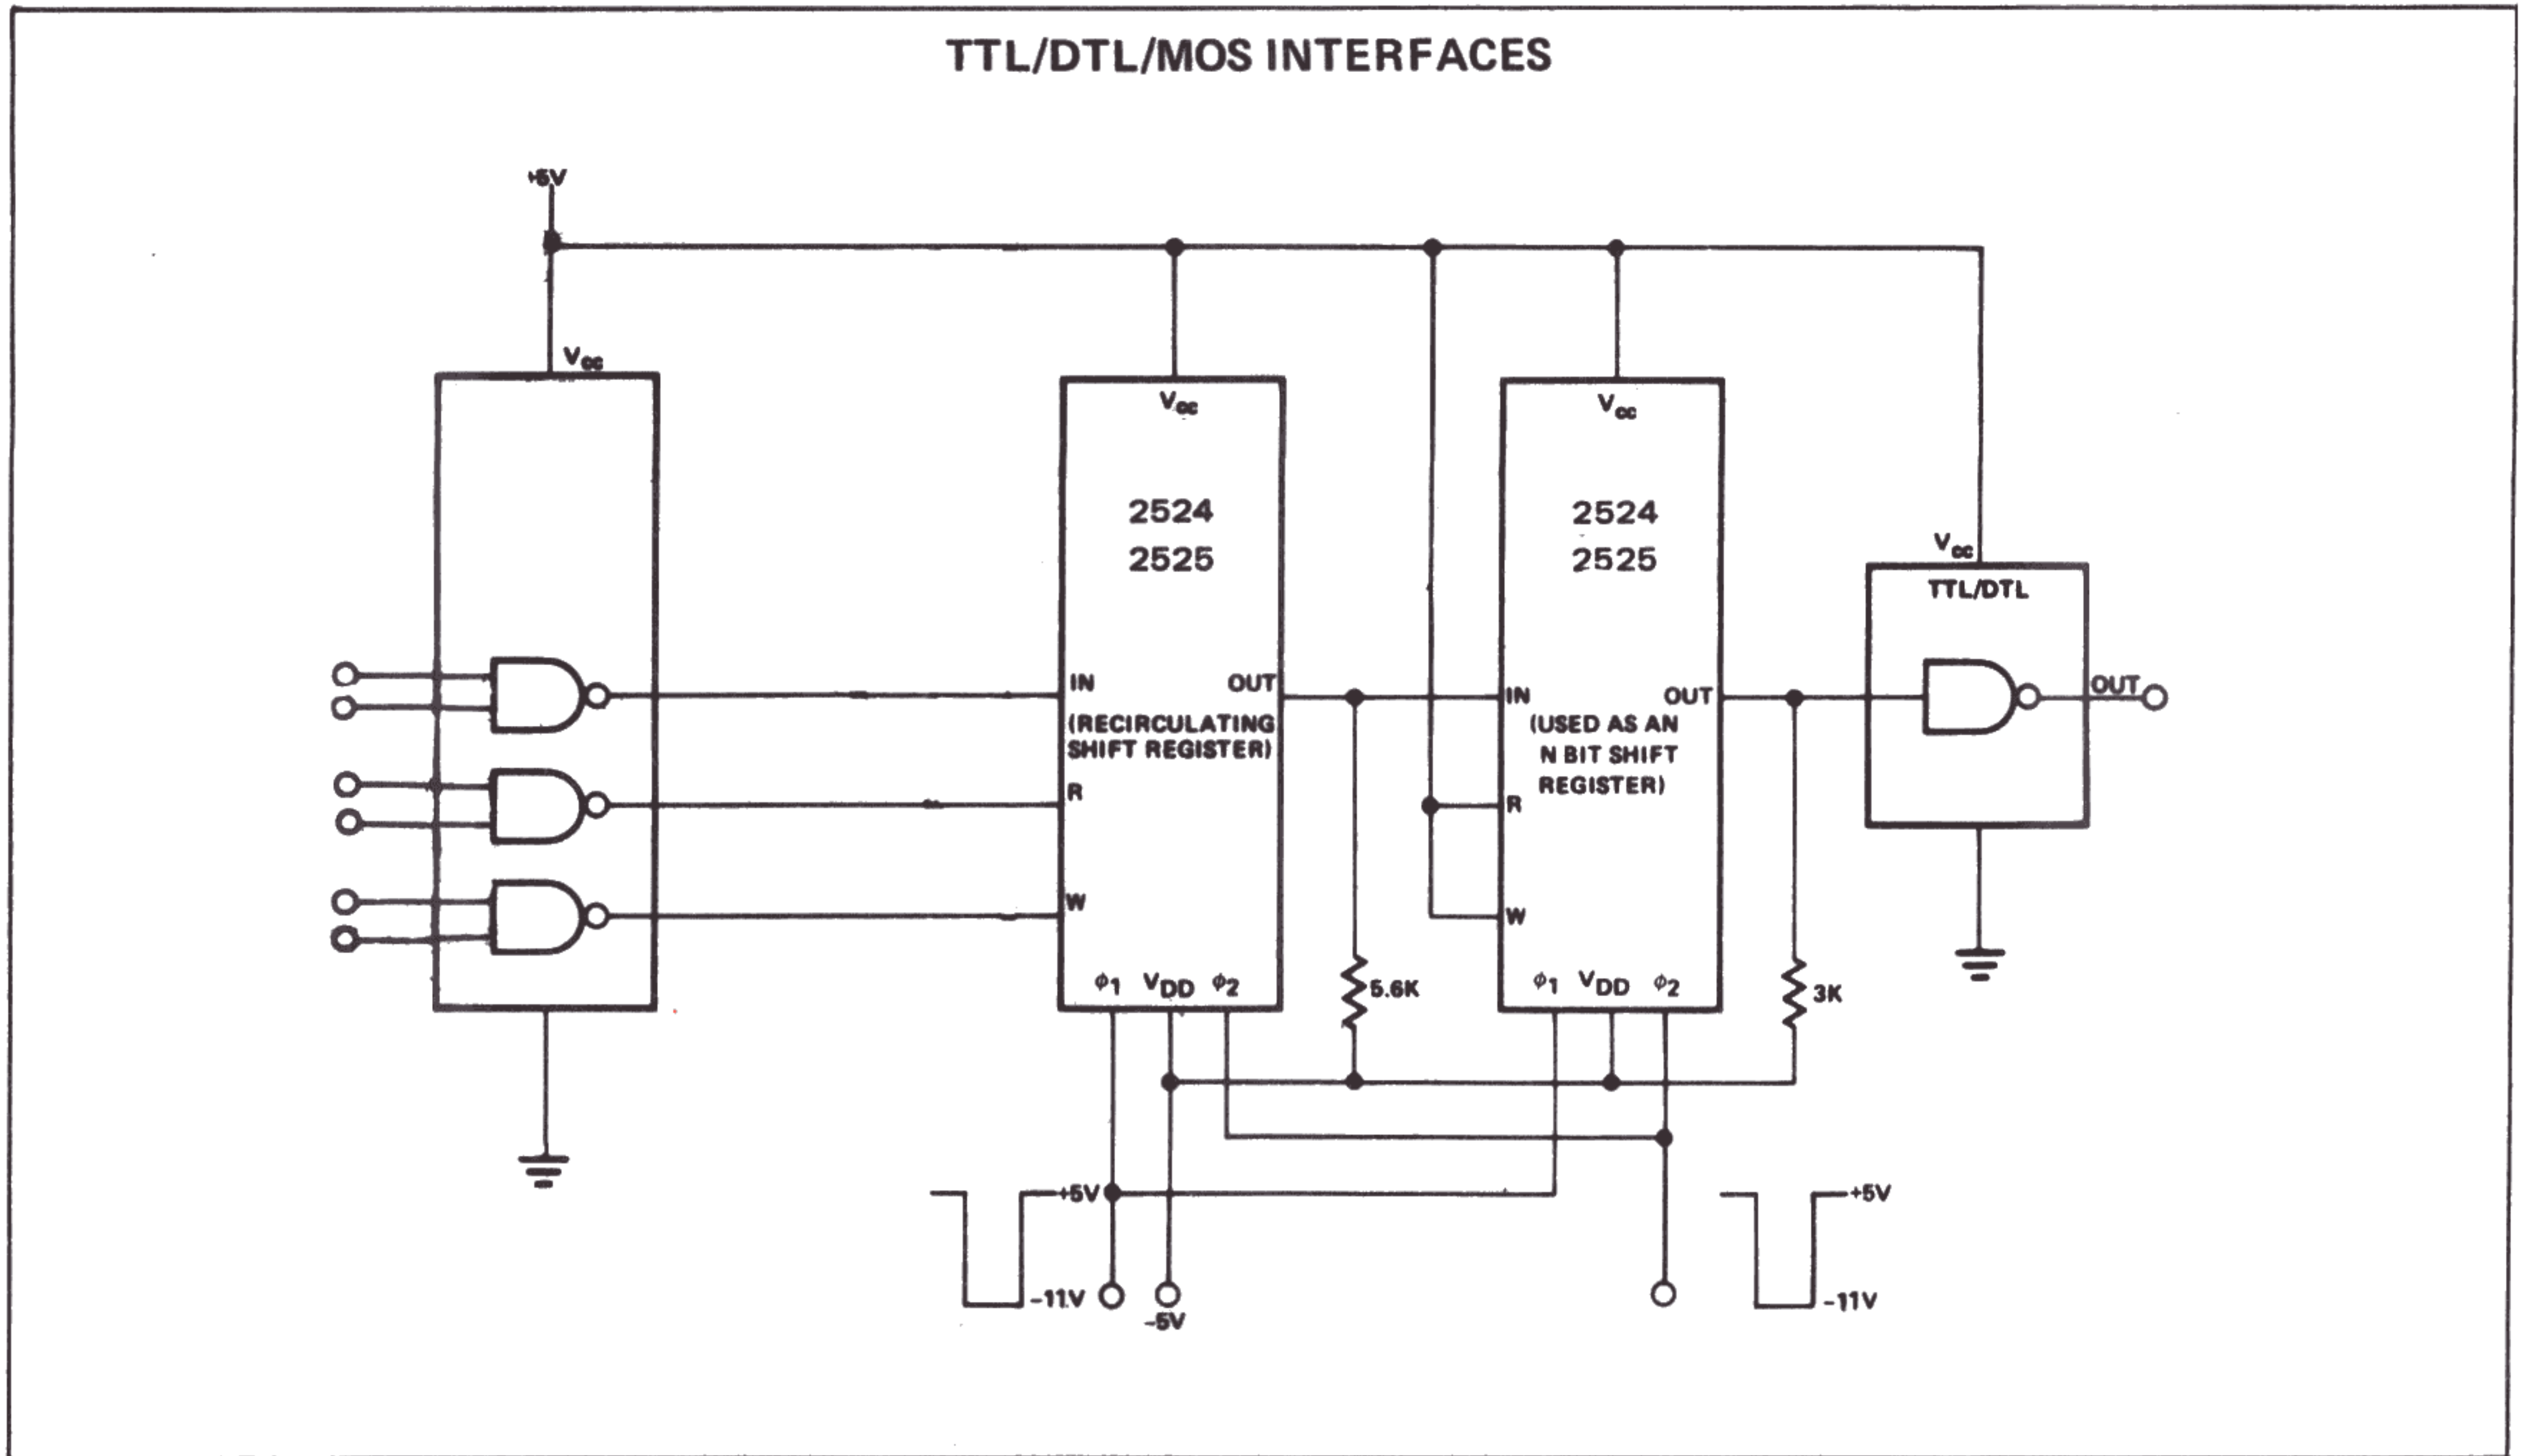 TTL/DTL/MOS INTERFACES
+5V
Vcc
Vcc
2524
2525
IN
OUT
(RECIRCULATING
SHIFT REGISTER)
R
W
ϕ1 VDD ϕ2
5.6K
Vcc
2524
2525
IN
OUT
(USED AS AN
N BIT SHIFT
REGISTER)
R
W
ϕ1 VDD ϕ2
3K
Vcc
TTL/DTL
OUT
+5V
-11V
-5V
+5V
-11V